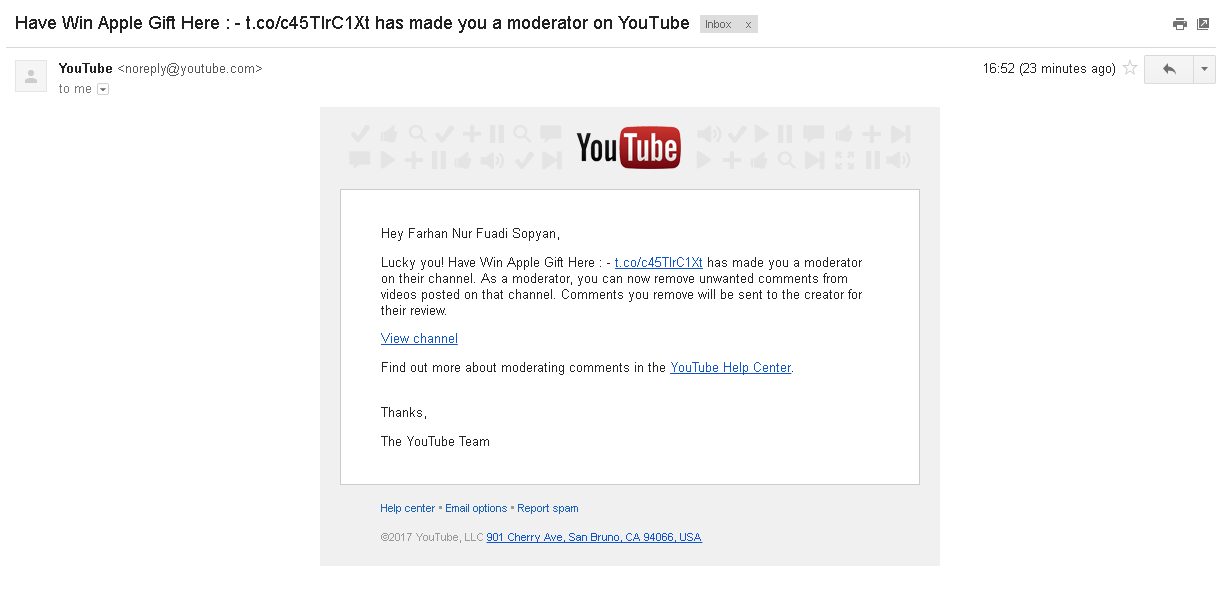 Have Win Apple Gift Here : - t.co/c45TIrC1Xt has made you a moderator on YouTube Inbox x
YouTube <noreply@youtube.com>
16:52 (23 minutes ago)
to me
YouTube
Hey Farhan Nur Fuadi Sopyan,
Lucky you! Have Win Apple Gift Here : - t.co/c45TIrC1Xt has made you a moderator
on their channel. As a moderator, you can now remove unwanted comments from
videos posted on that channel. Comments you remove will be sent to the creator for
their review.
View channel
Find out more about moderating comments in the YouTube Help Center.
Thanks,
The YouTube Team
Help center • Email options • Report spam
©2017 YouTube, LLC 901 Cherry Ave, San Bruno, CA 94066, USA